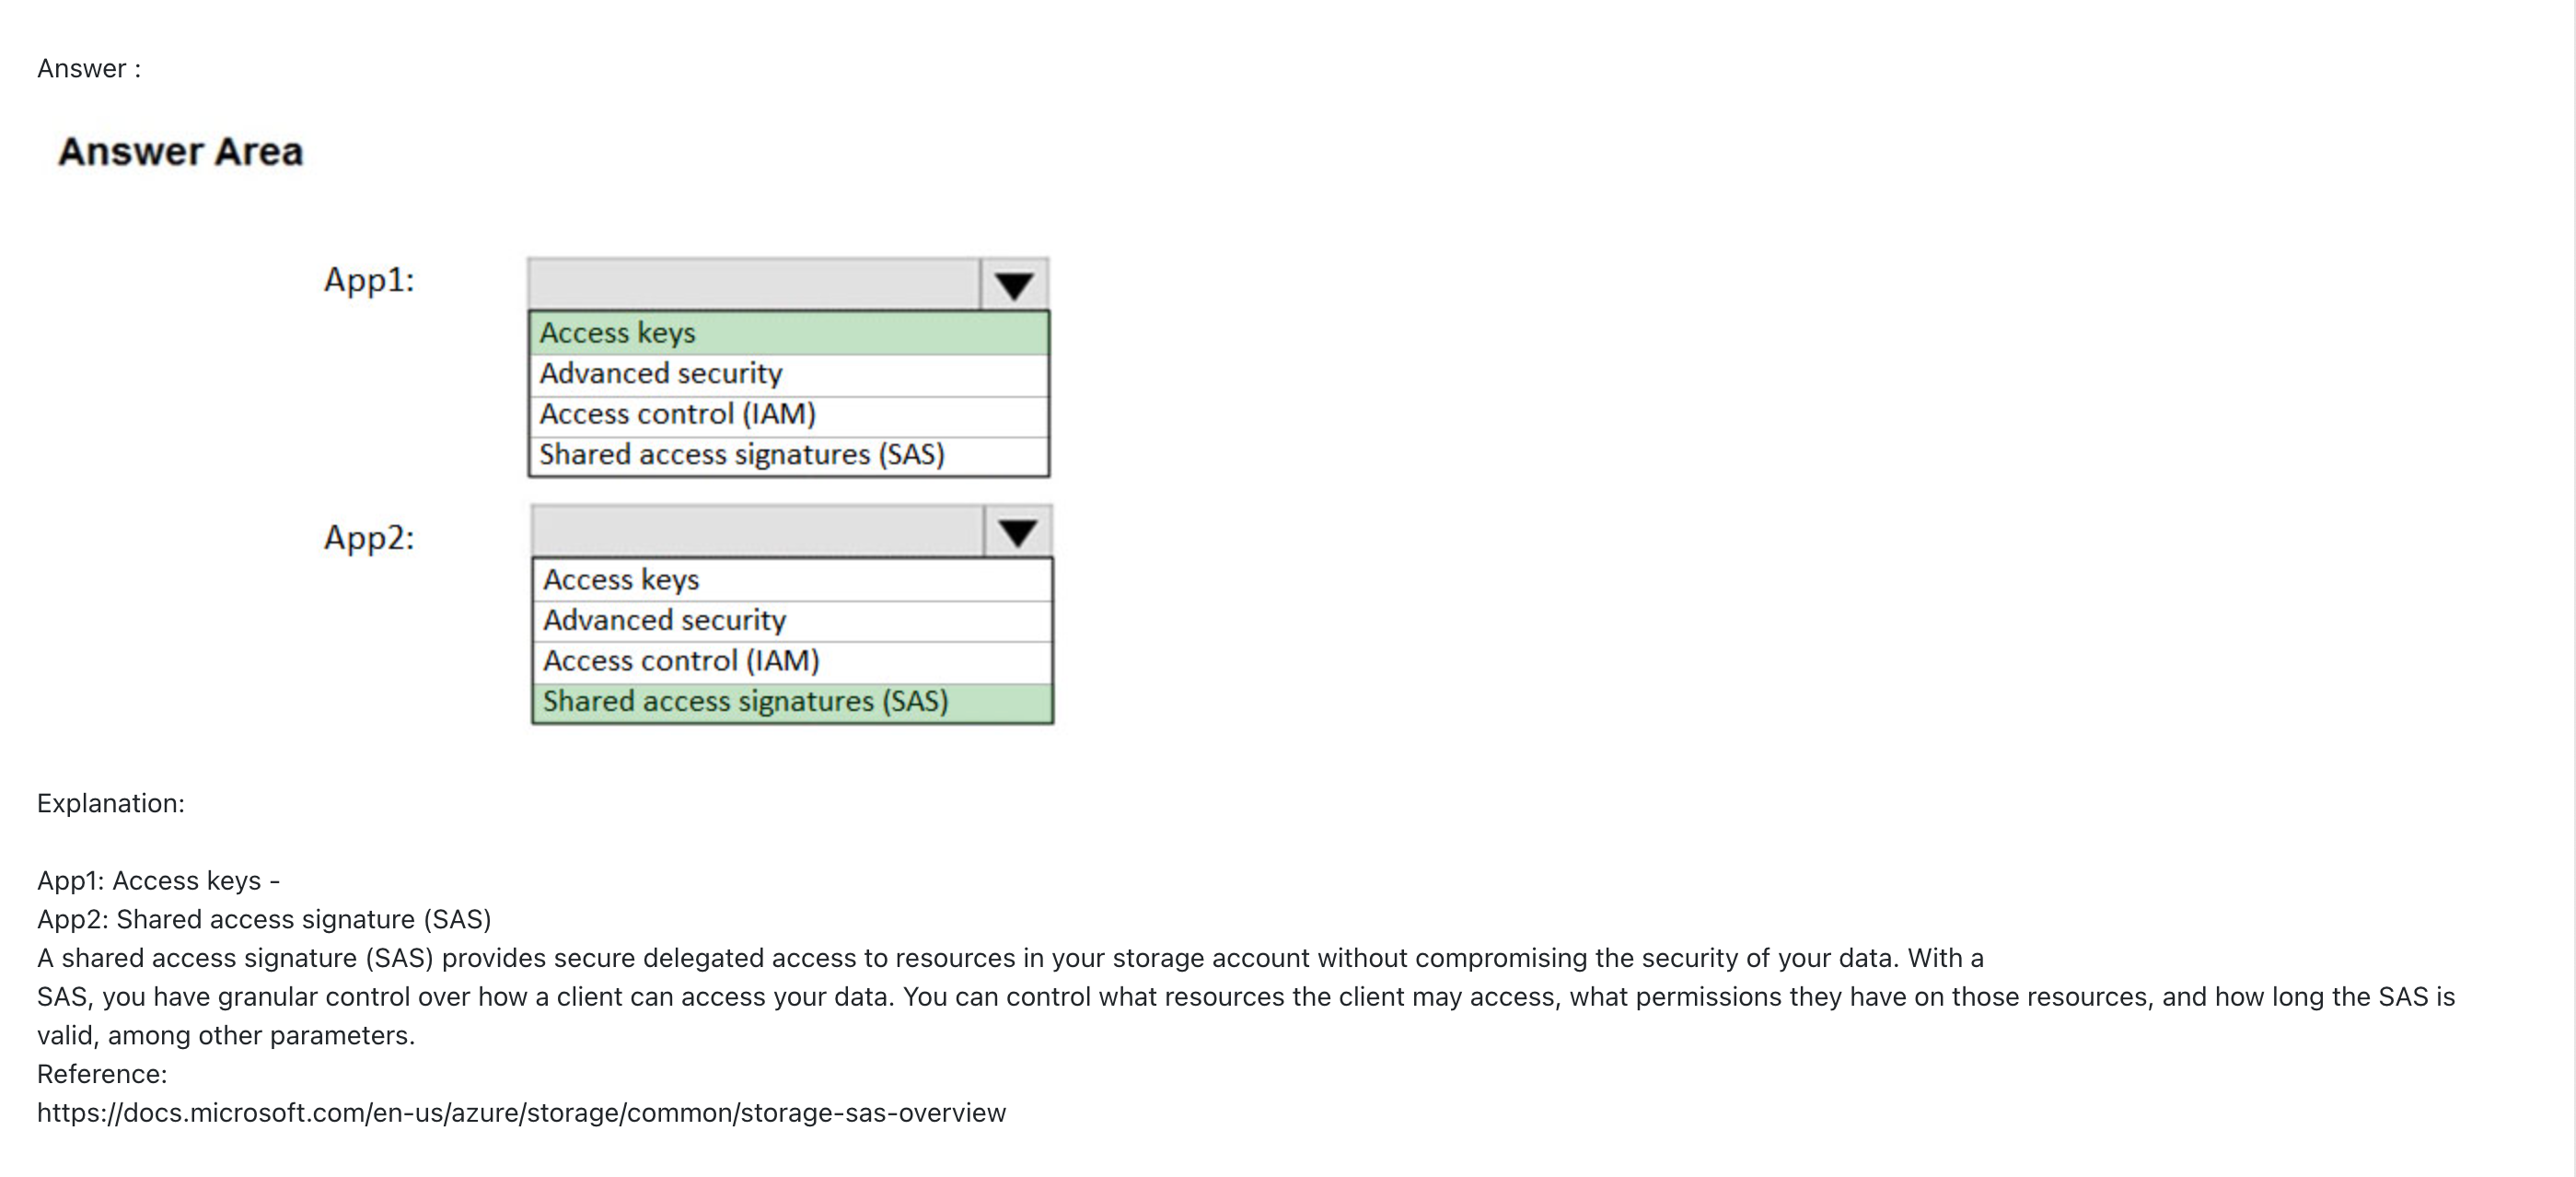 Answer :
Answer Area
App1:
Access keys
Advanced security
Access control (IAM)
Shared access signatures (SAS)
App2:
Access keys
Advanced security
Access control (IAM)
Shared access signatures (SAS)
Explanation:
App1: Access keys -
App2: Shared access signature (SAS)
A shared access signature (SAS) provides secure delegated access to resources in your storage account without compromising the security of your data. With a
SAS, you have granular control over how a client can access your data. You can control what resources the client may access, what permissions they have on those resources, and how long the SAS is
valid, among other parameters.
Reference:
https://docs.microsoft.com/en-us/azure/storage/common/storage-sas-overview